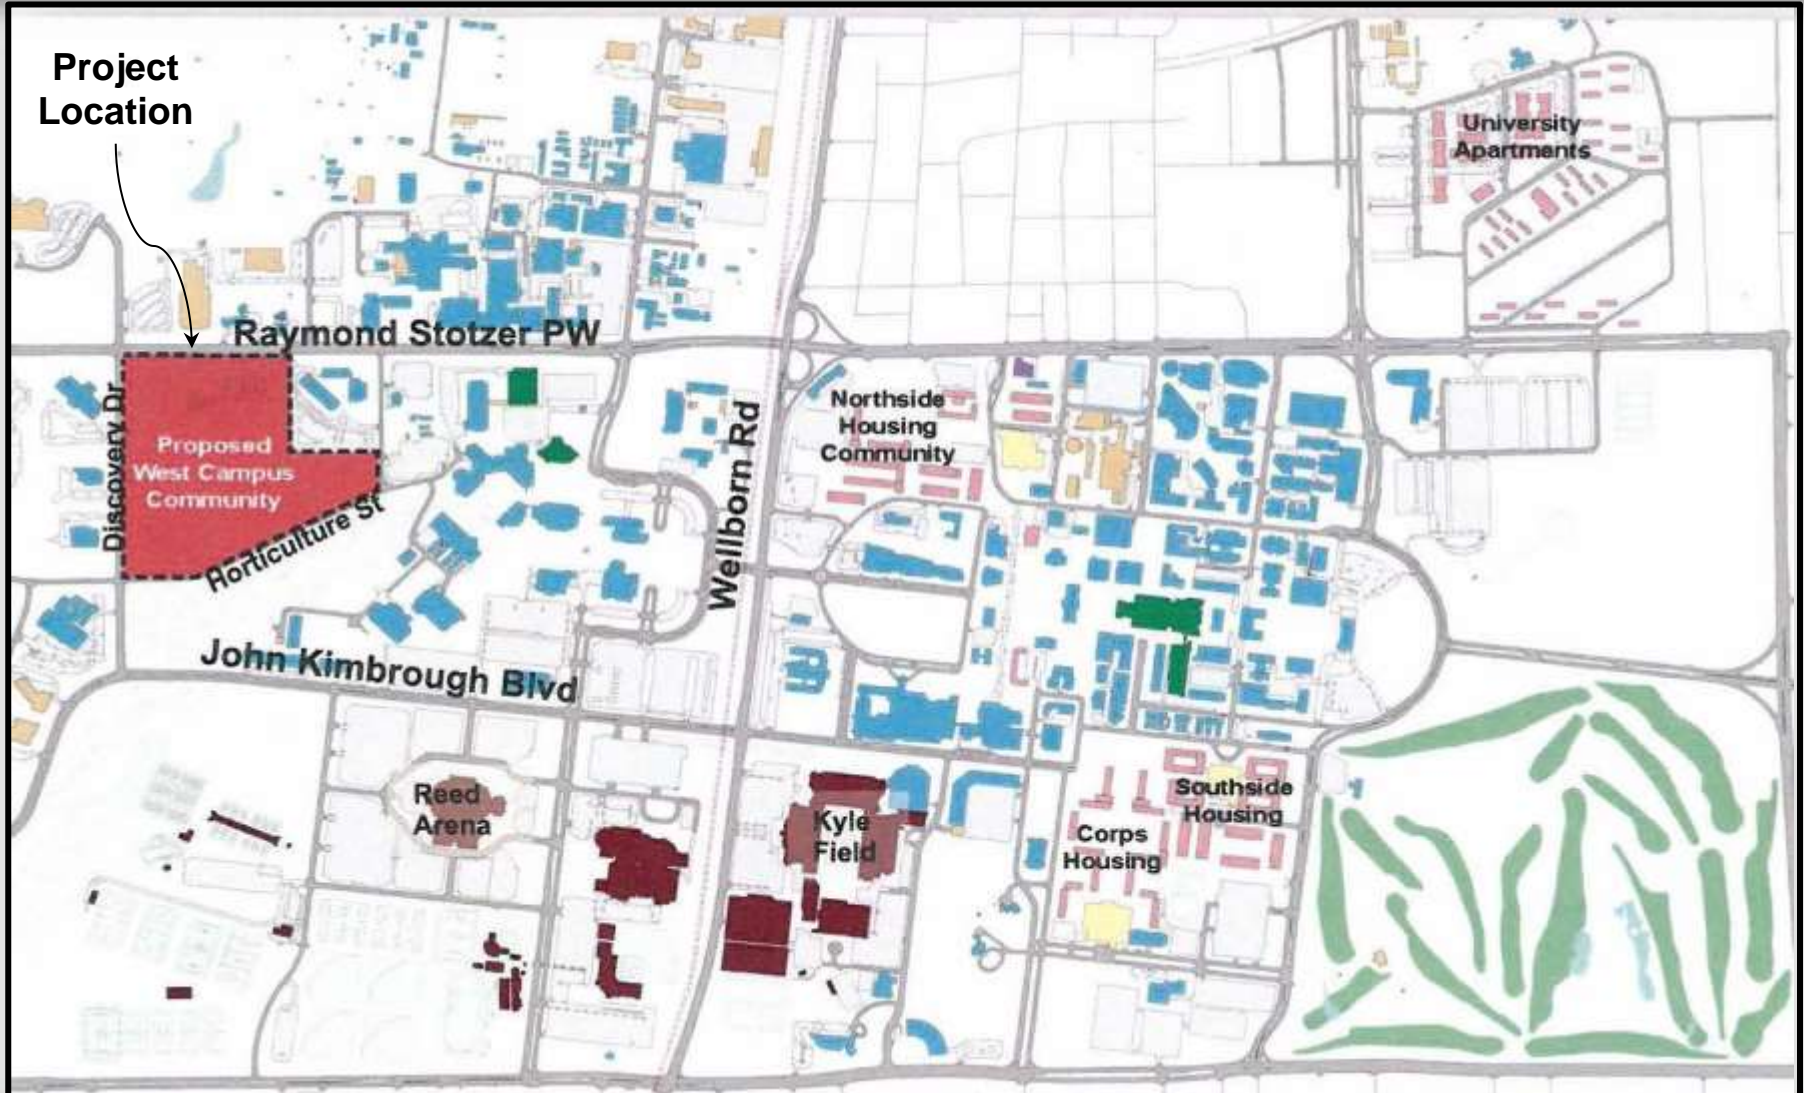 Project
Location
University
Apartments
Raymond Stotzer PW
Discovery Dr
Proposed
West Campus
Community
Horticulture St
Wellborn Rd
Northside
Housing
Community
John Kimbrough Blvd
Reed
Arena
Kyle
Field
Southside
Housing
Corps
Housing